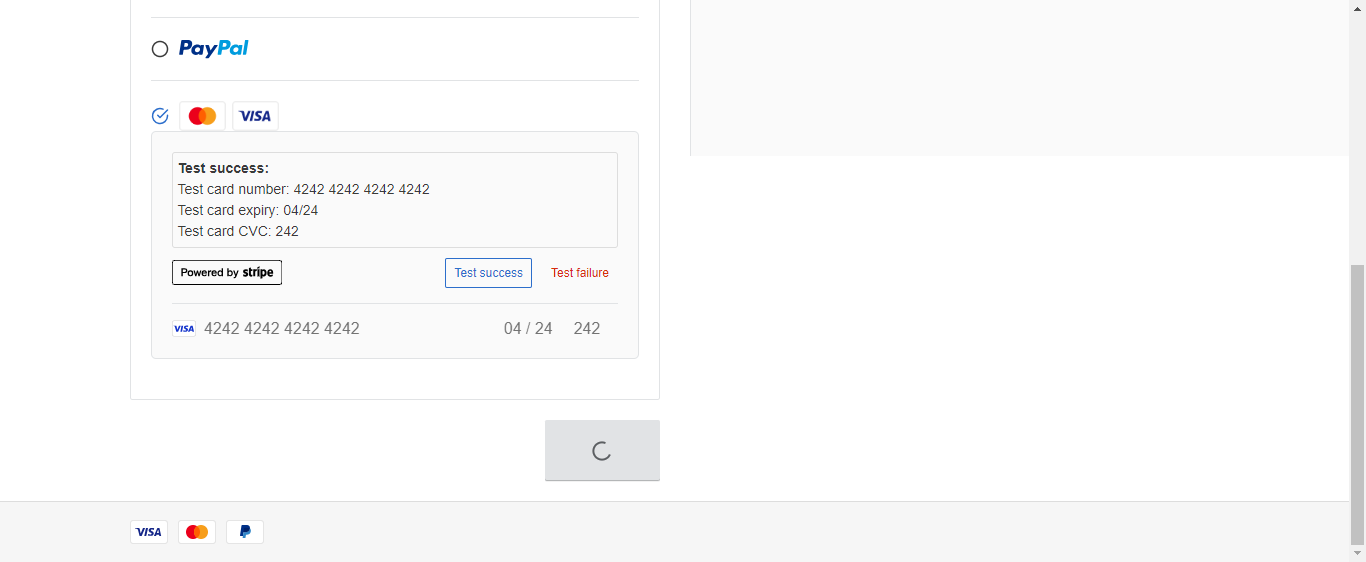 PayPal
VISA
Test success:
Test card number: 4242 4242 4242 4242
Test card expiry: 04/24
Test card CVC: 242
Powered by stripe
Test success
Test failure
VISA 4242 4242 4242 4242 04 / 24 242
VISA